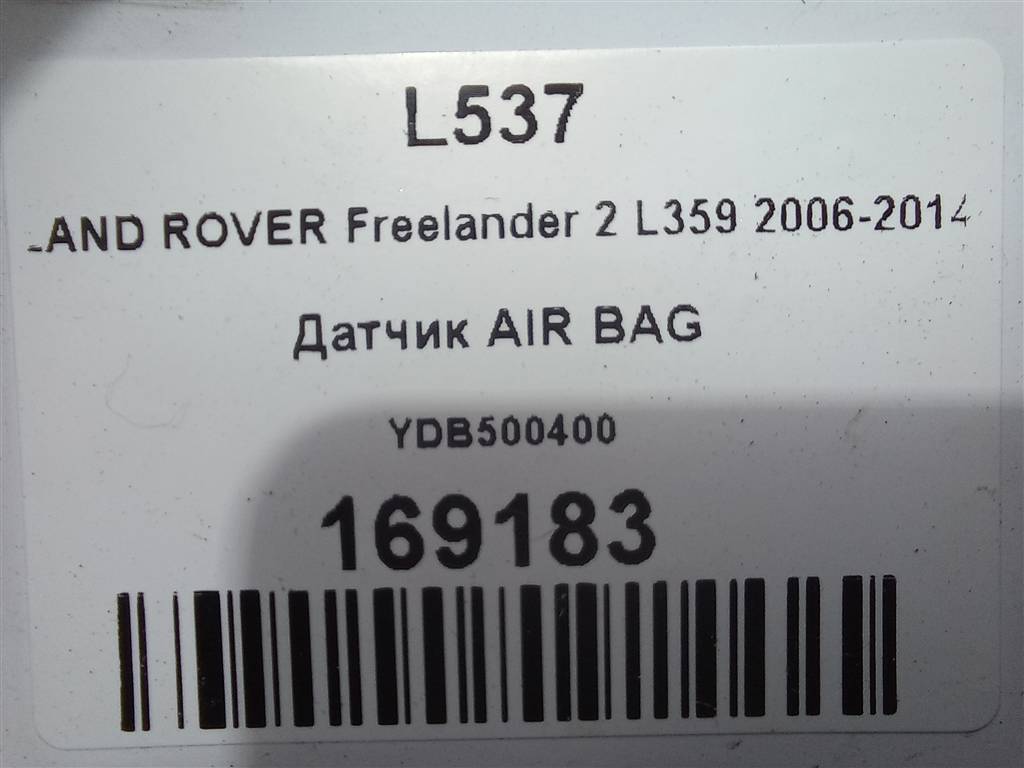 L537
LAND ROVER Freelander 2 L359 2006-2014
Датчик AIR BAG
YDB500400
169183